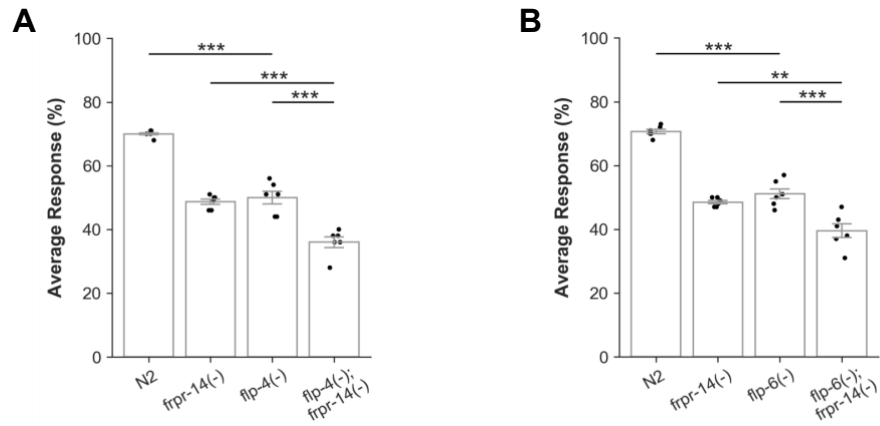 A
Average Response (%)
100
80
60
40
20
0
***
***
***
N2
frpr-14(-)
flp-4(-)
flp-4(-);
frpr-14(-)
B
Average Response (%)
100
80
60
40
20
0
***
**
***
N2
frpr-14(-)
flp-6(-)
flp-6(-);
frpr-14(-)